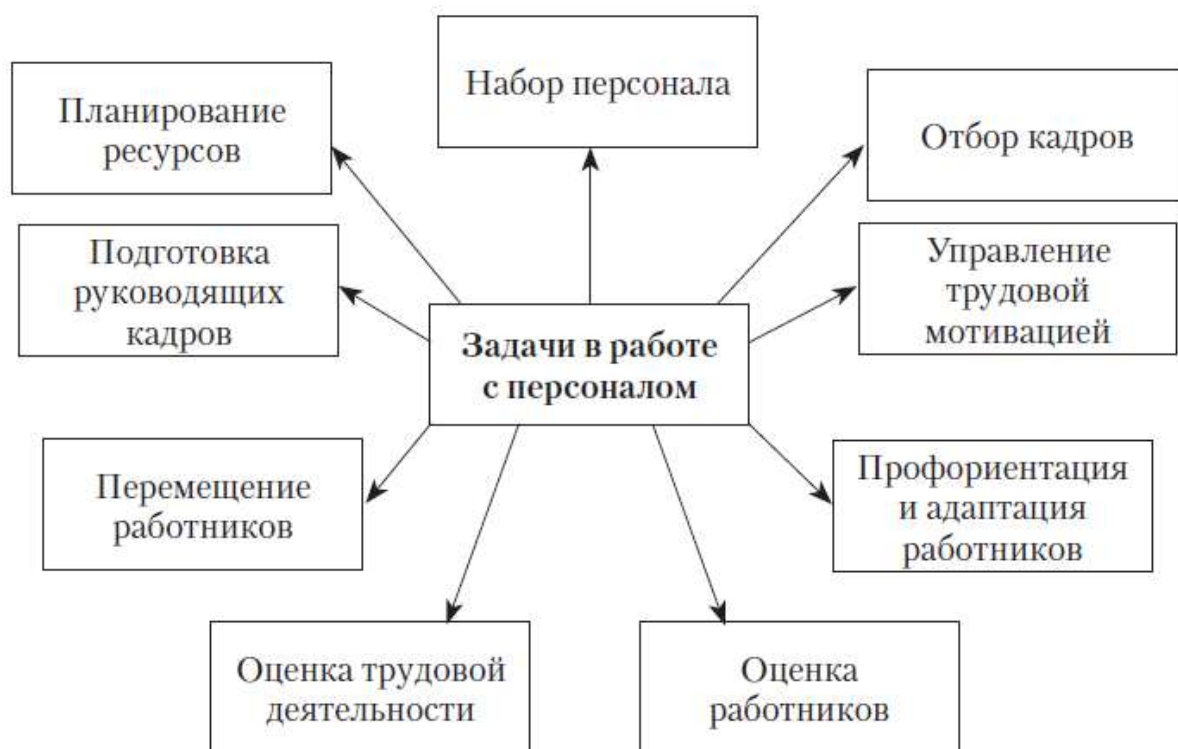 Набор персонала
Планирование
ресурсов
Отбор кадров
Подготовка
руководящих
кадров
Управление
трудовой
мотивацией
Задачи в работе
с персоналом
Перемещение
работников
Профориентация
и адаптация
работников
Оценка трудовой
деятельности
Оценка
работников